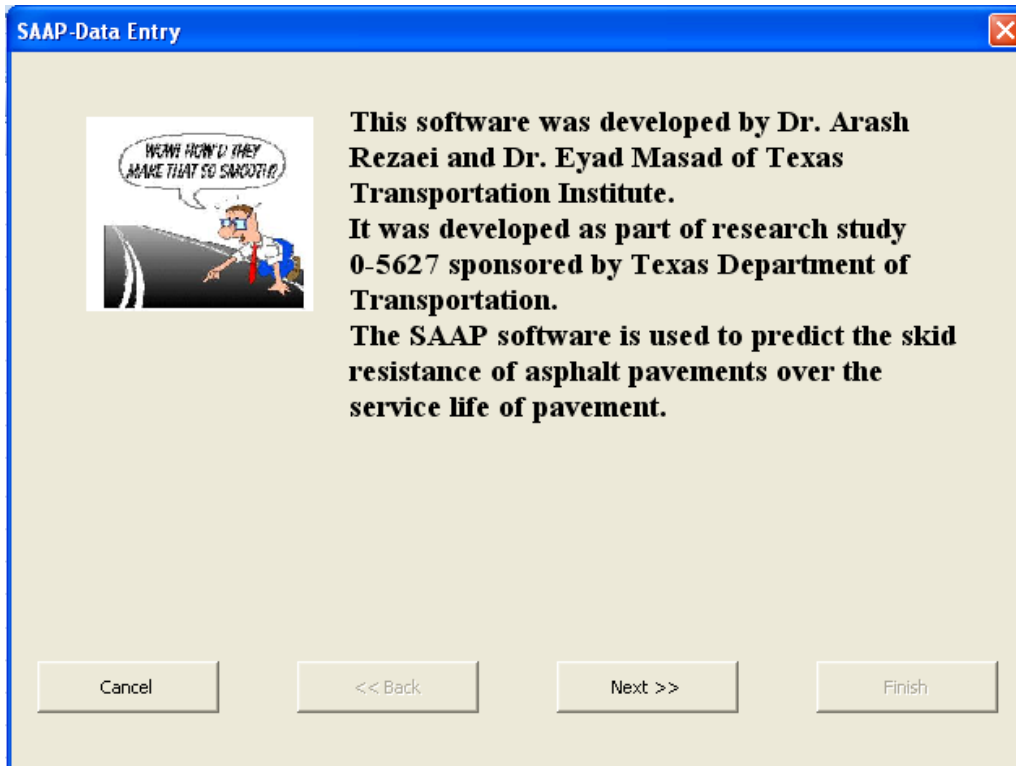 SAAP-Data Entry
WOW! HOW'D THEY
MAKE THAT SO SMOOTH?
This software was developed by Dr. Arash
Rezaei and Dr. Eyad Masad of Texas
Transportation Institute.
It was developed as part of research study
0-5627 sponsored by Texas Department of
Transportation.
The SAAP software is used to predict the skid
resistance of asphalt pavements over the
service life of pavement.
Cancel
<< Back
Next >>
Finish